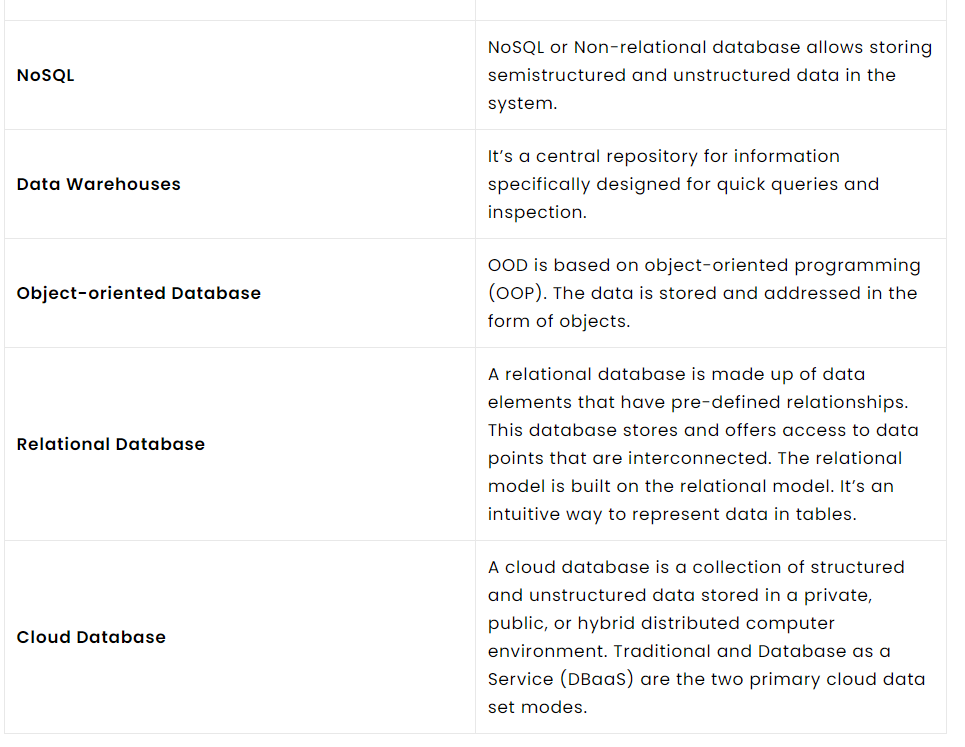 NoSQL
NoSQL or Non-relational database allows storing
semistructured and unstructured data in the
system.
Data Warehouses
It's a central repository for information
specifically designed for quick queries and
inspection.
Object-oriented Database
OOD is based on object-oriented programming
(OOP). The data is stored and addressed in the
form of objects.
Relational Database
A relational database is made up of data
elements that have pre-defined relationships.
This database stores and offers access to data
points that are interconnected. The relational
model is built on the relational model. It's an
intuitive way to represent data in tables.
Cloud Database
A cloud database is a collection of structured
and unstructured data stored in a private,
public, or hybrid distributed computer
environment. Traditional and Database as a
Service (DBaaS) are the two primary cloud data
set modes.